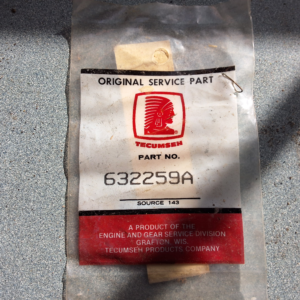 ORIGINAL SERVICE PART
TECUMSEH
PART NO.
632259A
SOURCE 143
A PRODUCT OF THE
ENGINE AND GEAR SERVICE DIVISION
GRAFTON, WIS.
TECUMSEH PRODUCTS COMPANY